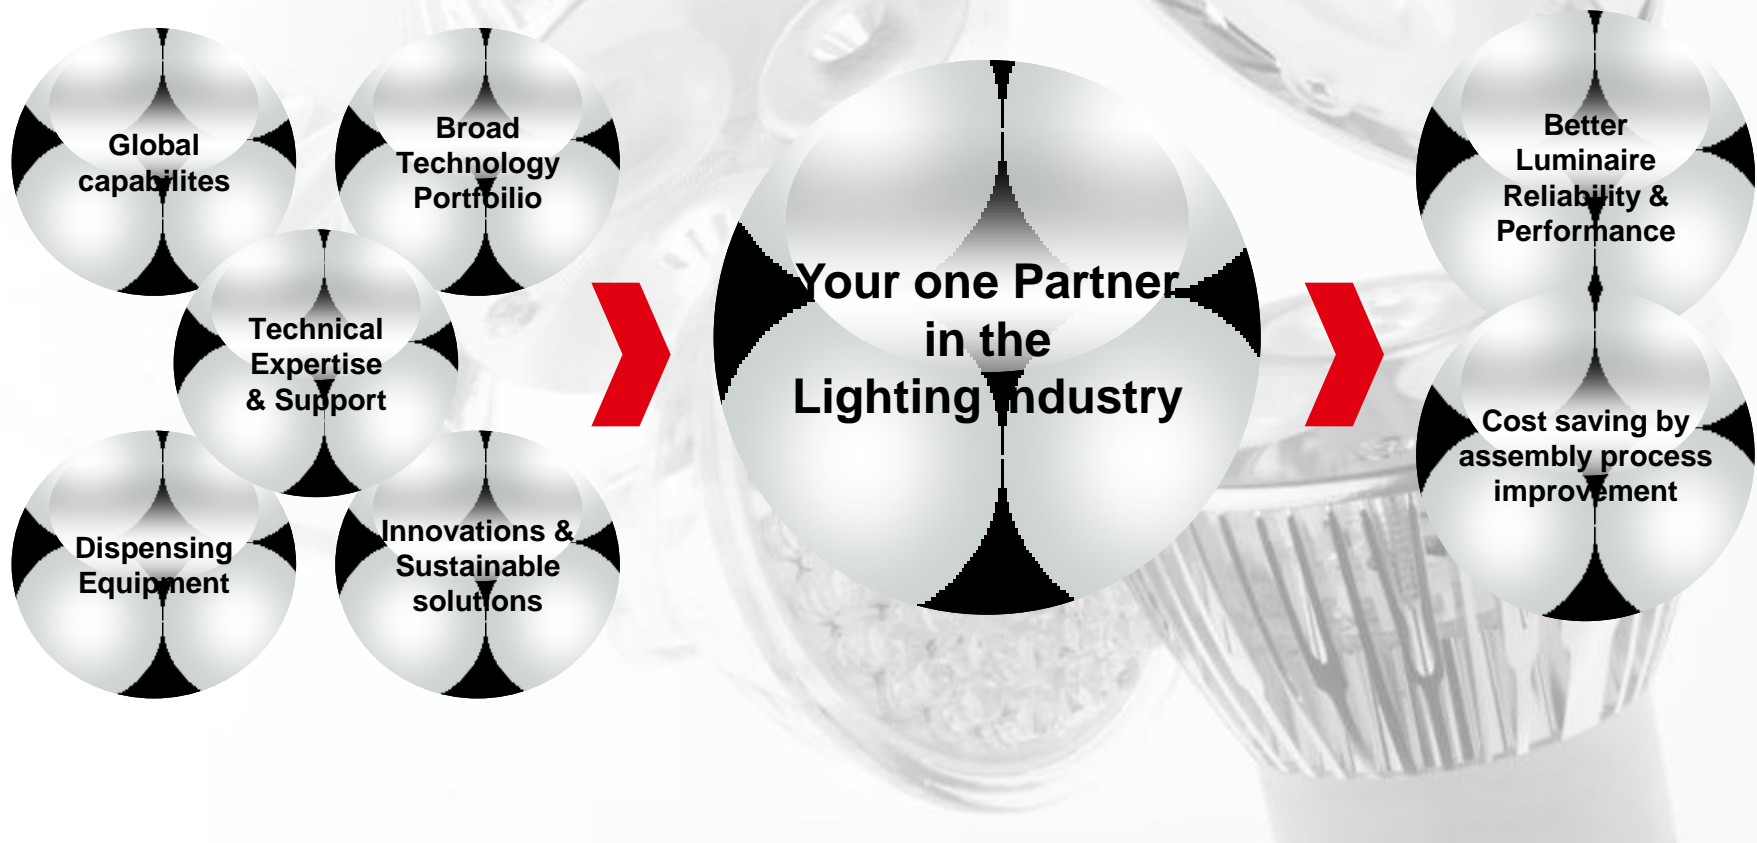 Global
capabilites
Broad
Technology
Portfoilio
Technical
Expertise
& Support
Dispensing
Equipment
Innovations &
Sustainable
solutions
Your one Partner
in the
Lighting Industry
Better
Luminaire
Reliability &
Performance
Cost saving by
assembly process
improvement